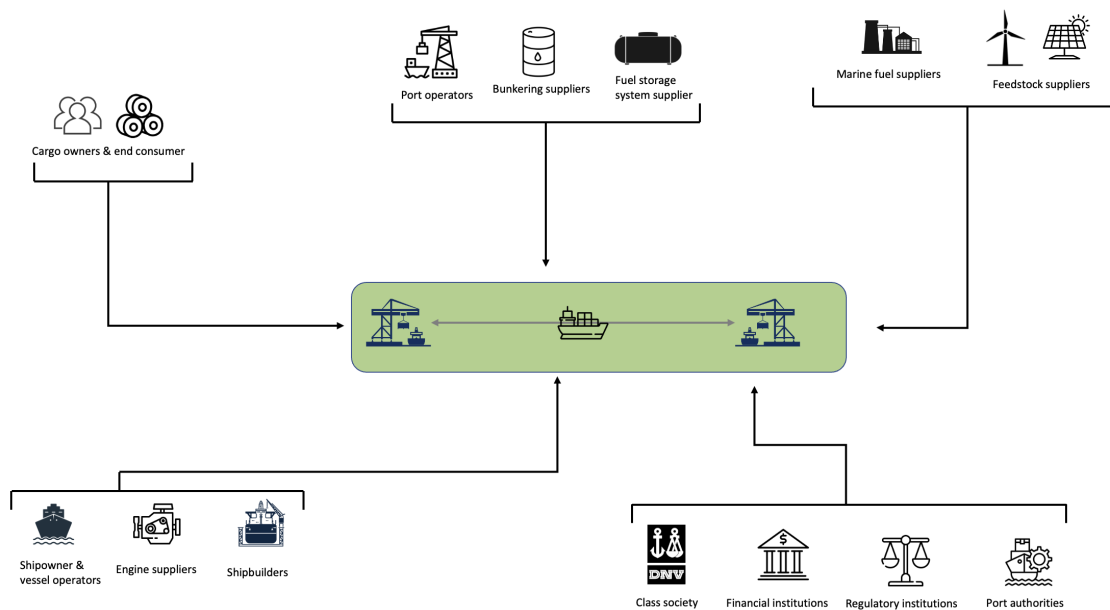 Port operators
Bunkering suppliers
Fuel storage
system supplier
Marine fuel suppliers
Feedstock suppliers
Cargo owners & end consumer
Shipowner &
vessel operators
Engine suppliers
Shipbuilders
DNV
Class society
$
Financial institutions
Regulatory institutions
Port authorities